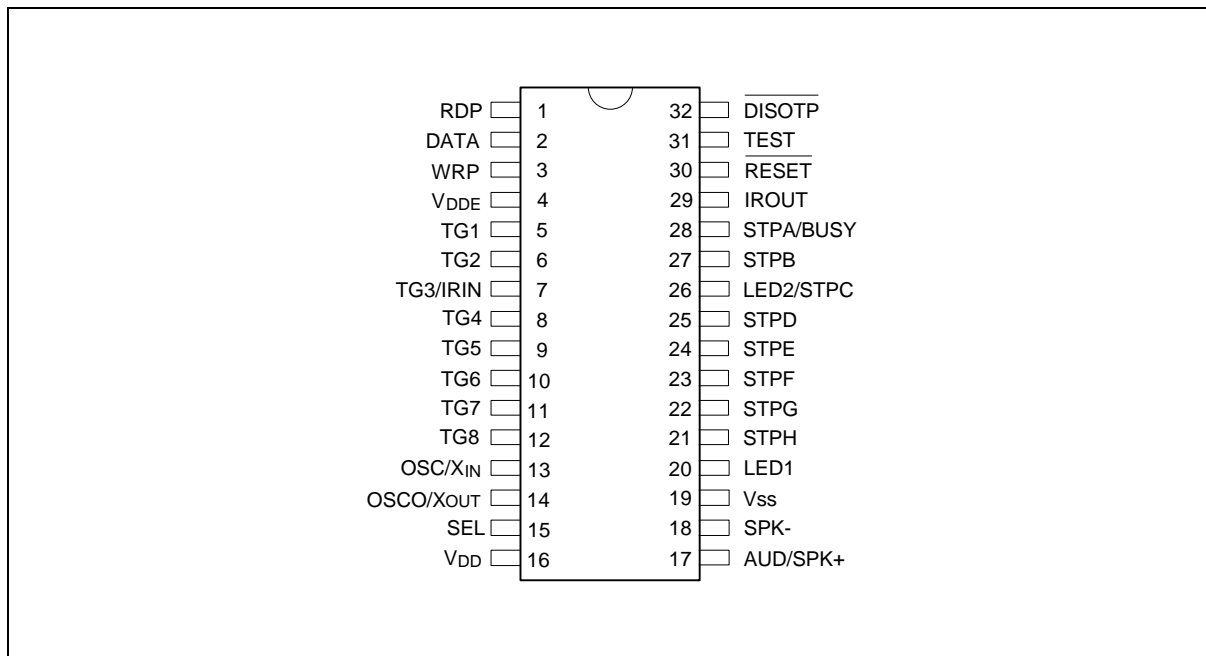 RDP 1 32 DISOTP
DATA 2 31 TEST
WRP 3 30 RESET
VDDE 4 29 IROUT
TG1 5 28 STPA/BUSY
TG2 6 27 STPB
TG3/IRIN 7 26 LED2/STPC
TG4 8 25 STPD
TG5 9 24 STPE
TG6 10 23 STPF
TG7 11 22 STPG
TG8 12 21 STPH
OSC/XIN 13 20 LED1
OSCO/XOUT 14 19 Vss
SEL 15 18 SPK-
VDD 16 17 AUD/SPK+